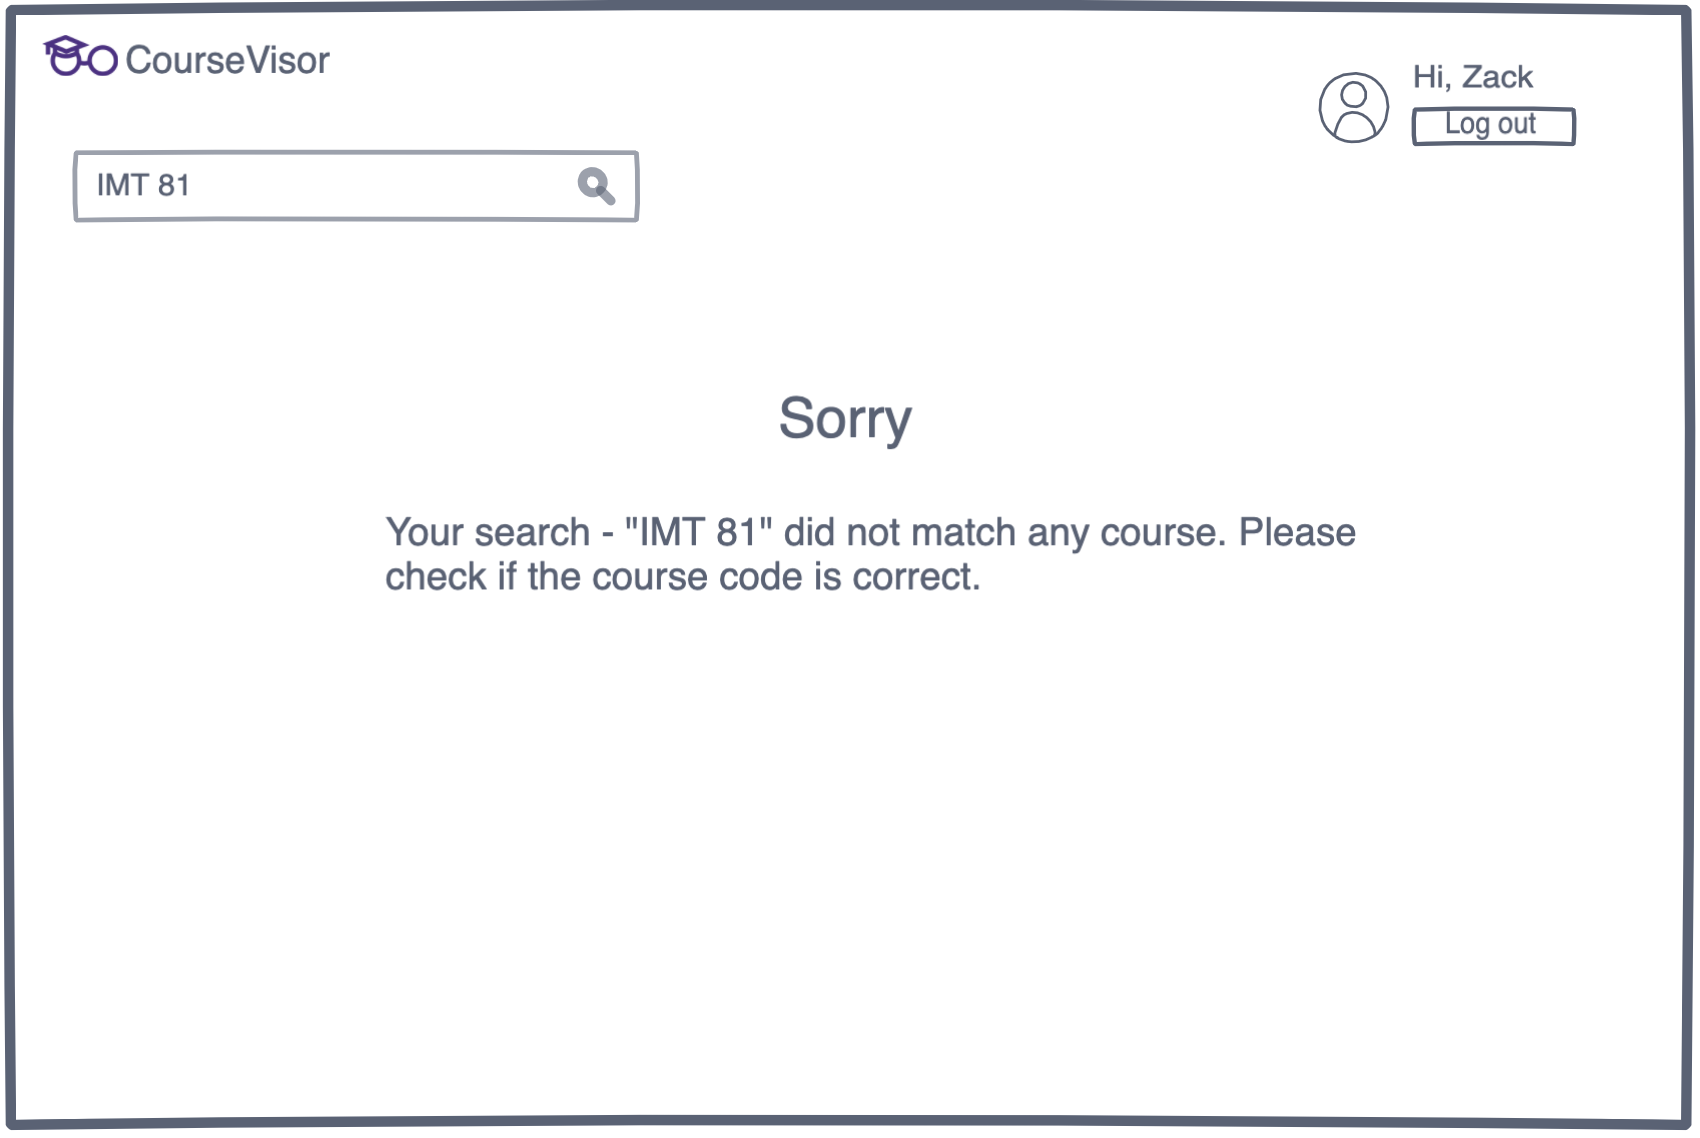 CourseVisor
Hi, Zack
Log out
IMT 81
Sorry
Your search - "IMT 81" did not match any course. Please
check if the course code is correct.